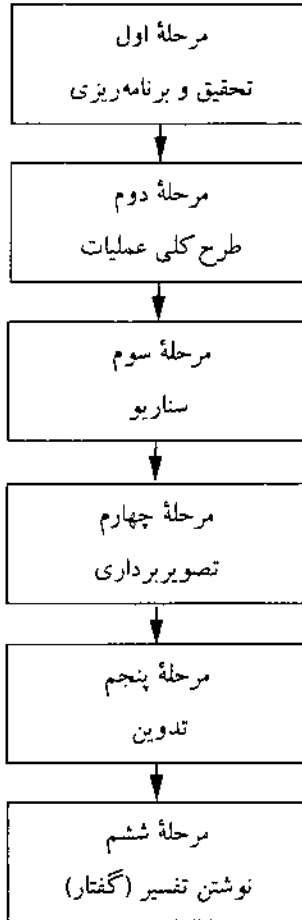 مرحلهٔ اول
تحقیق و برنامه‌ریزی
مرحلهٔ دوم
طرح کلی عملیات
مرحلهٔ سوم
سناریو
مرحلهٔ چهارم
تصویربرداری
مرحلهٔ پنجم
تدوین
مرحلهٔ ششم
نوشتن تفسیر (گفتار)